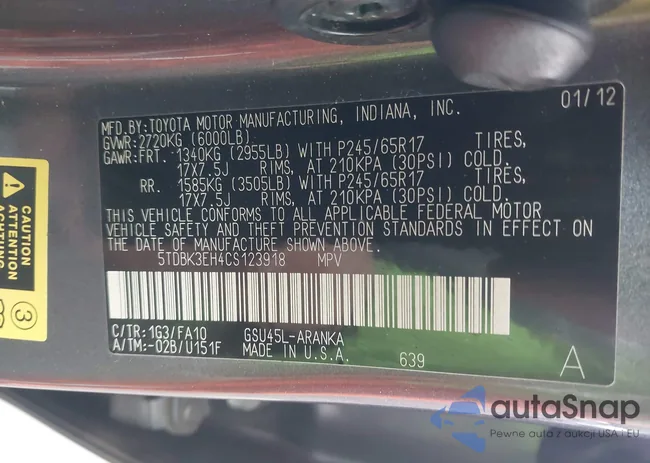 MFD.BY:TOYOTA MOTOR MANUFACTURING, INDIANA, INC. 01/12
GVWR:2720KG (6000LB)
GAWR:FRT. 1340KG (2955LB) WITH P245/65R17 TIRES,
17X7.5J RIMS, AT 210KPA (30PSI) COLD.
RR. 1585KG (3505LB) WITH P245/65R17 TIRES,
17X7.5J RIMS, AT 210KPA (30PSI) COLD.
THIS VEHICLE CONFORMS TO ALL APPLICABLE FEDERAL MOTOR
VEHICLE SAFETY AND THEFT PREVENTION STANDARDS IN EFFECT ON
THE DATE OF MANUFACTURE SHOWN ABOVE.
5TDBK3EH4CS123918 MPV
C/TR:1G3/FA10 GSU45L-ARANKA
A/TM:-02B/U151F MADE IN U.S.A. 639 A
CAUTION
ATTENTION
3
autoSnap
Pewne auta z aukcji USA i EU